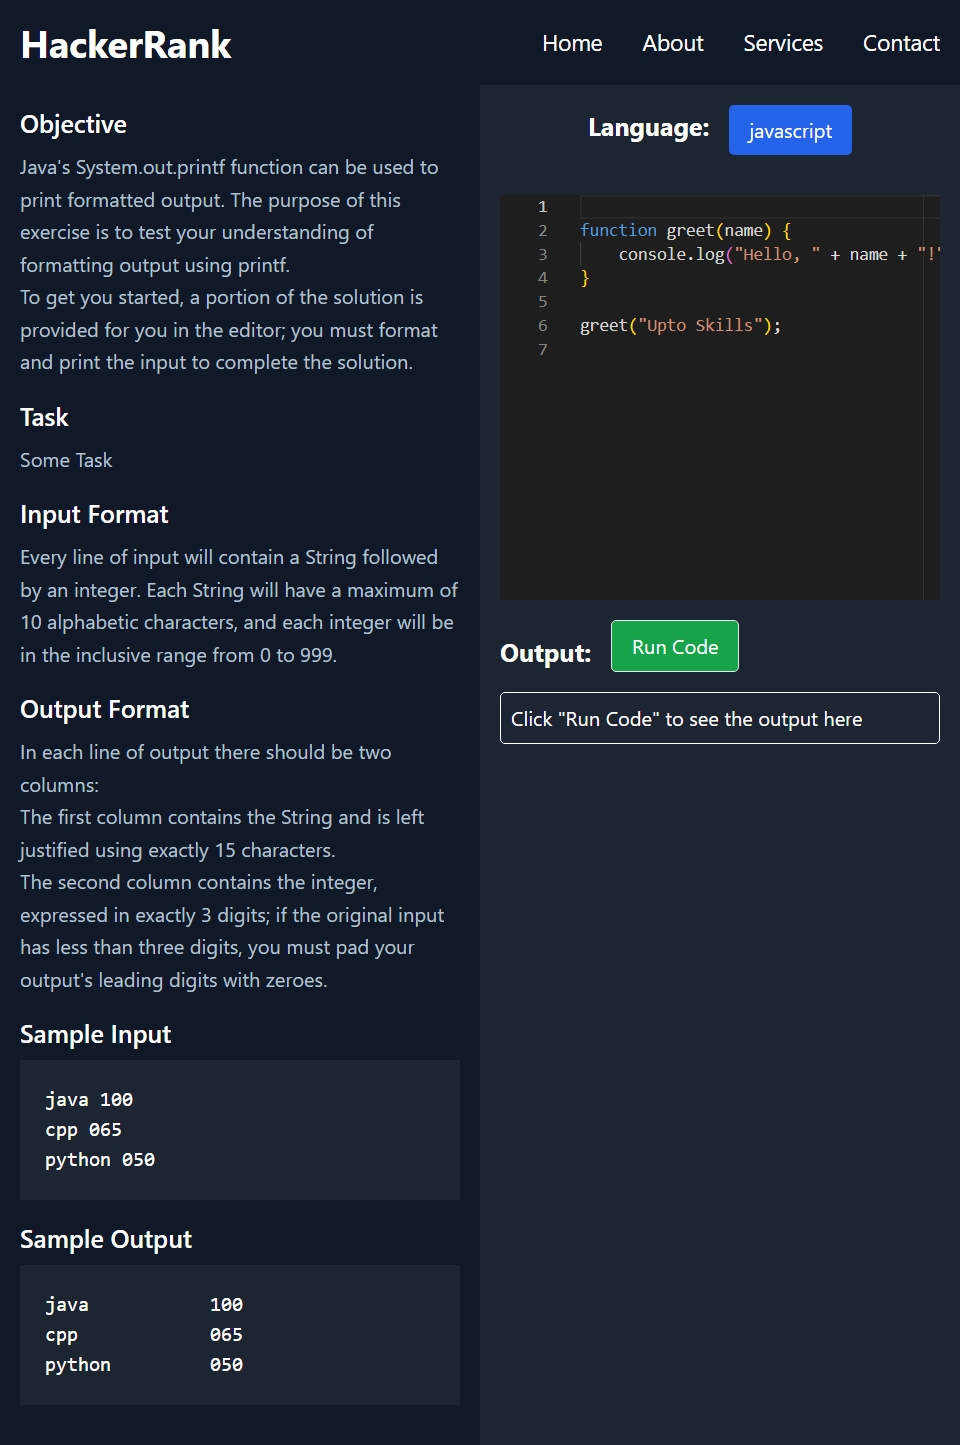 HackerRank
Home About Services Contact
Objective
Java's System.out.printf function can be used to
print formatted output. The purpose of this
exercise is to test your understanding of
formatting output using printf.
To get you started, a portion of the solution is
provided for you in the editor; you must format
and print the input to complete the solution.
Task
Some Task
Input Format
Every line of input will contain a String followed
by an integer. Each String will have a maximum of
10 alphabetic characters, and each integer will be
in the inclusive range from 0 to 999.
Output Format
In each line of output there should be two
columns:
The first column contains the String and is left
justified using exactly 15 characters.
The second column contains the integer,
expressed in exactly 3 digits; if the original input
has less than three digits, you must pad your
output's leading digits with zeroes.
Sample Input
java 100
cpp 065
python 050
Sample Output
java           100
cpp            065
python         050
Language: javascript
1
2 function greet(name) {
3     console.log("Hello, " + name + "!"
4 }
5
6 greet("Upto Skills");
7
Output: Run Code
Click "Run Code" to see the output here